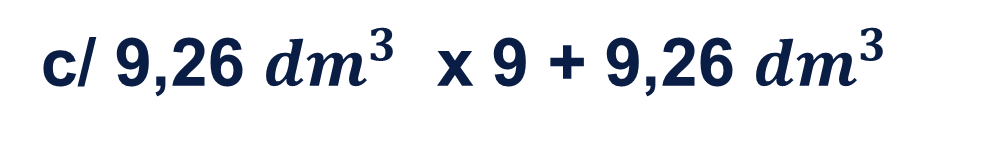 c/ 9,26 dm³ x 9 + 9,26 dm³